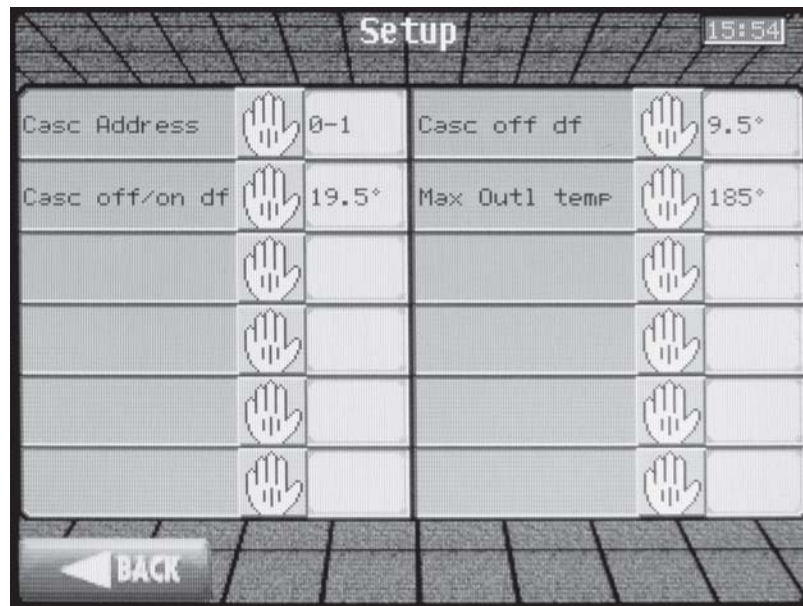 Setup
15:54
Casc Address 0-1 Casc off df 9.5°
Casc off/on df 19.5° Max Outl temp 185°
BACK